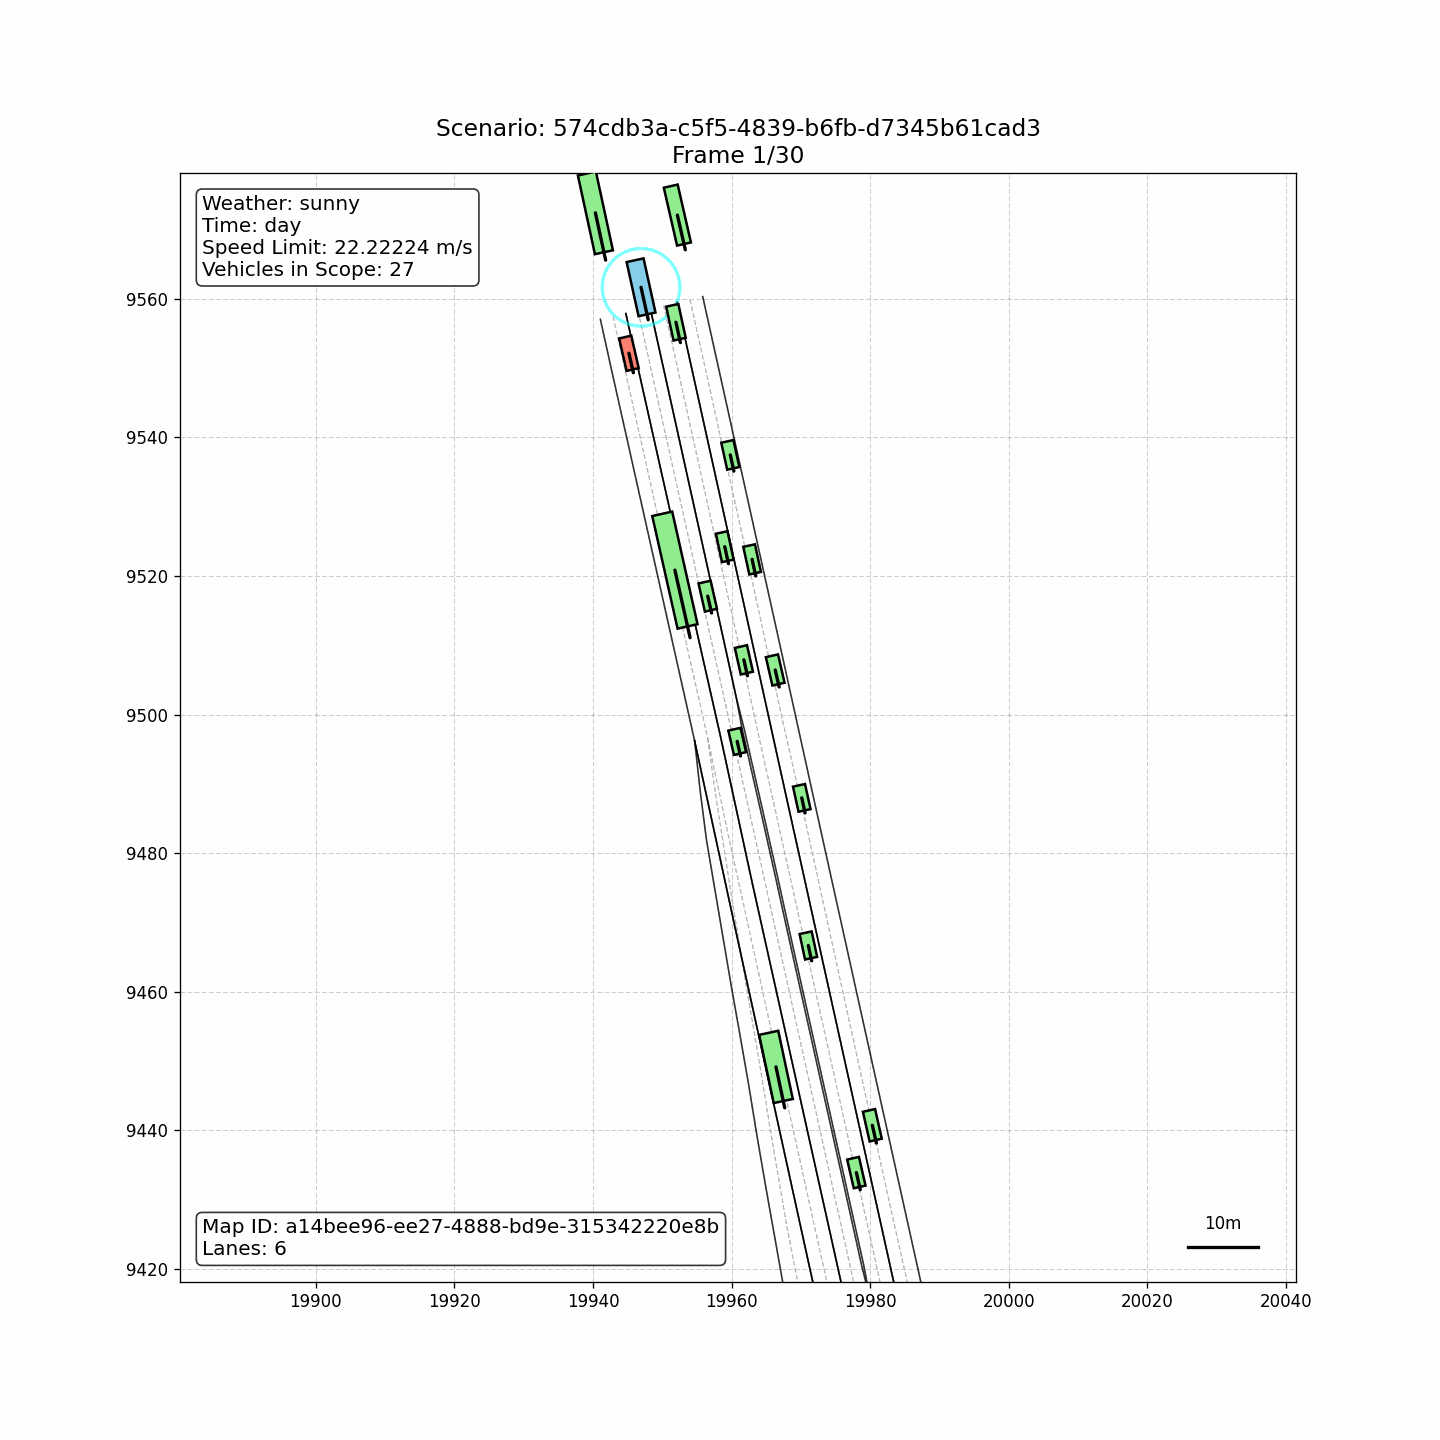 Scenario: 574cdb3a-c5f5-4839-b6fb-d7345b61cad3
Frame 1/30
Weather: sunny
Time: day
Speed Limit: 22.22224 m/s
Vehicles in Scope: 27
9560
9540
9520
9500
9480
9460
9440
9420
Map ID: a14bee96-ee27-4888-bd9e-315342220e8b
Lanes: 6
10m
19900 19920 19940 19960 19980 20000 20020 20040